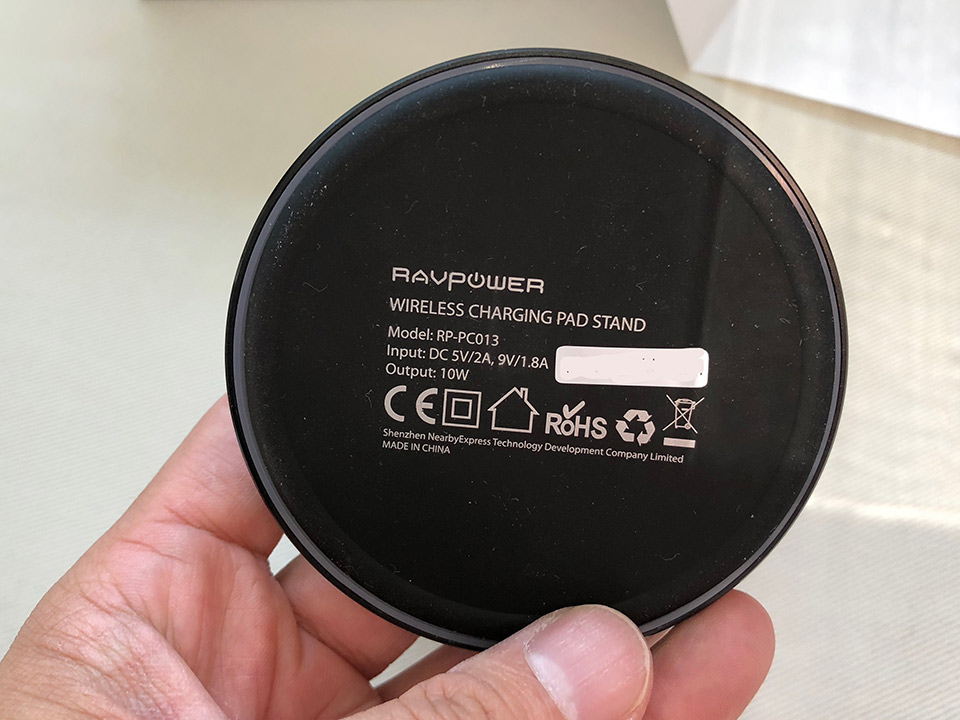 RAVPOWER
WIRELESS CHARGING PAD STAND
Model: RP-PC013
Input: DC 5V/2A, 9V/1.8A
Output: 10W
CE RoHS
Shenzhen NearbyExpress Technology Development Company Limited
MADE IN CHINA